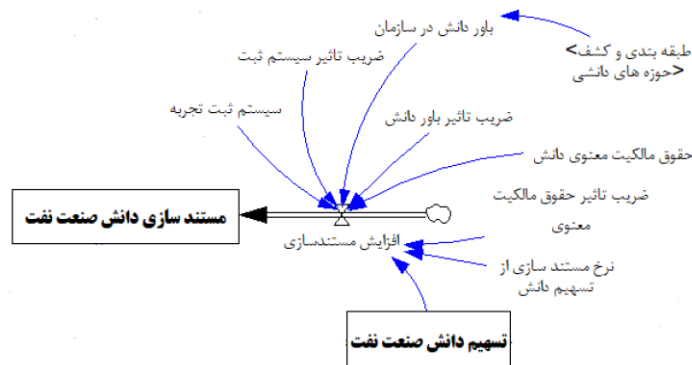 باور دانش در سازمان
طبقه بندی و کشف>
<حوزه های دانشی
ضریب تاثیر سیستم ثبت
سیستم ثبت تجربه
ضریب تاثیر باور دانش
حقوق مالکیت معنوی دانش
ضریب تاثیر حقوق مالکیت
معنوی
مستند سازی دانش صنعت نفت
افزایش مستندسازی
نرخ مستند سازی از
تسهیم دانش
تسهیم دانش صنعت نفت